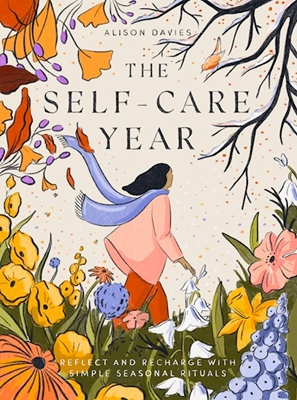 ALISON DAVIES
THE
SELF-CARE
YEAR
REFLECT AND RECHARGE WITH
SIMPLE SEASONAL RITUALS